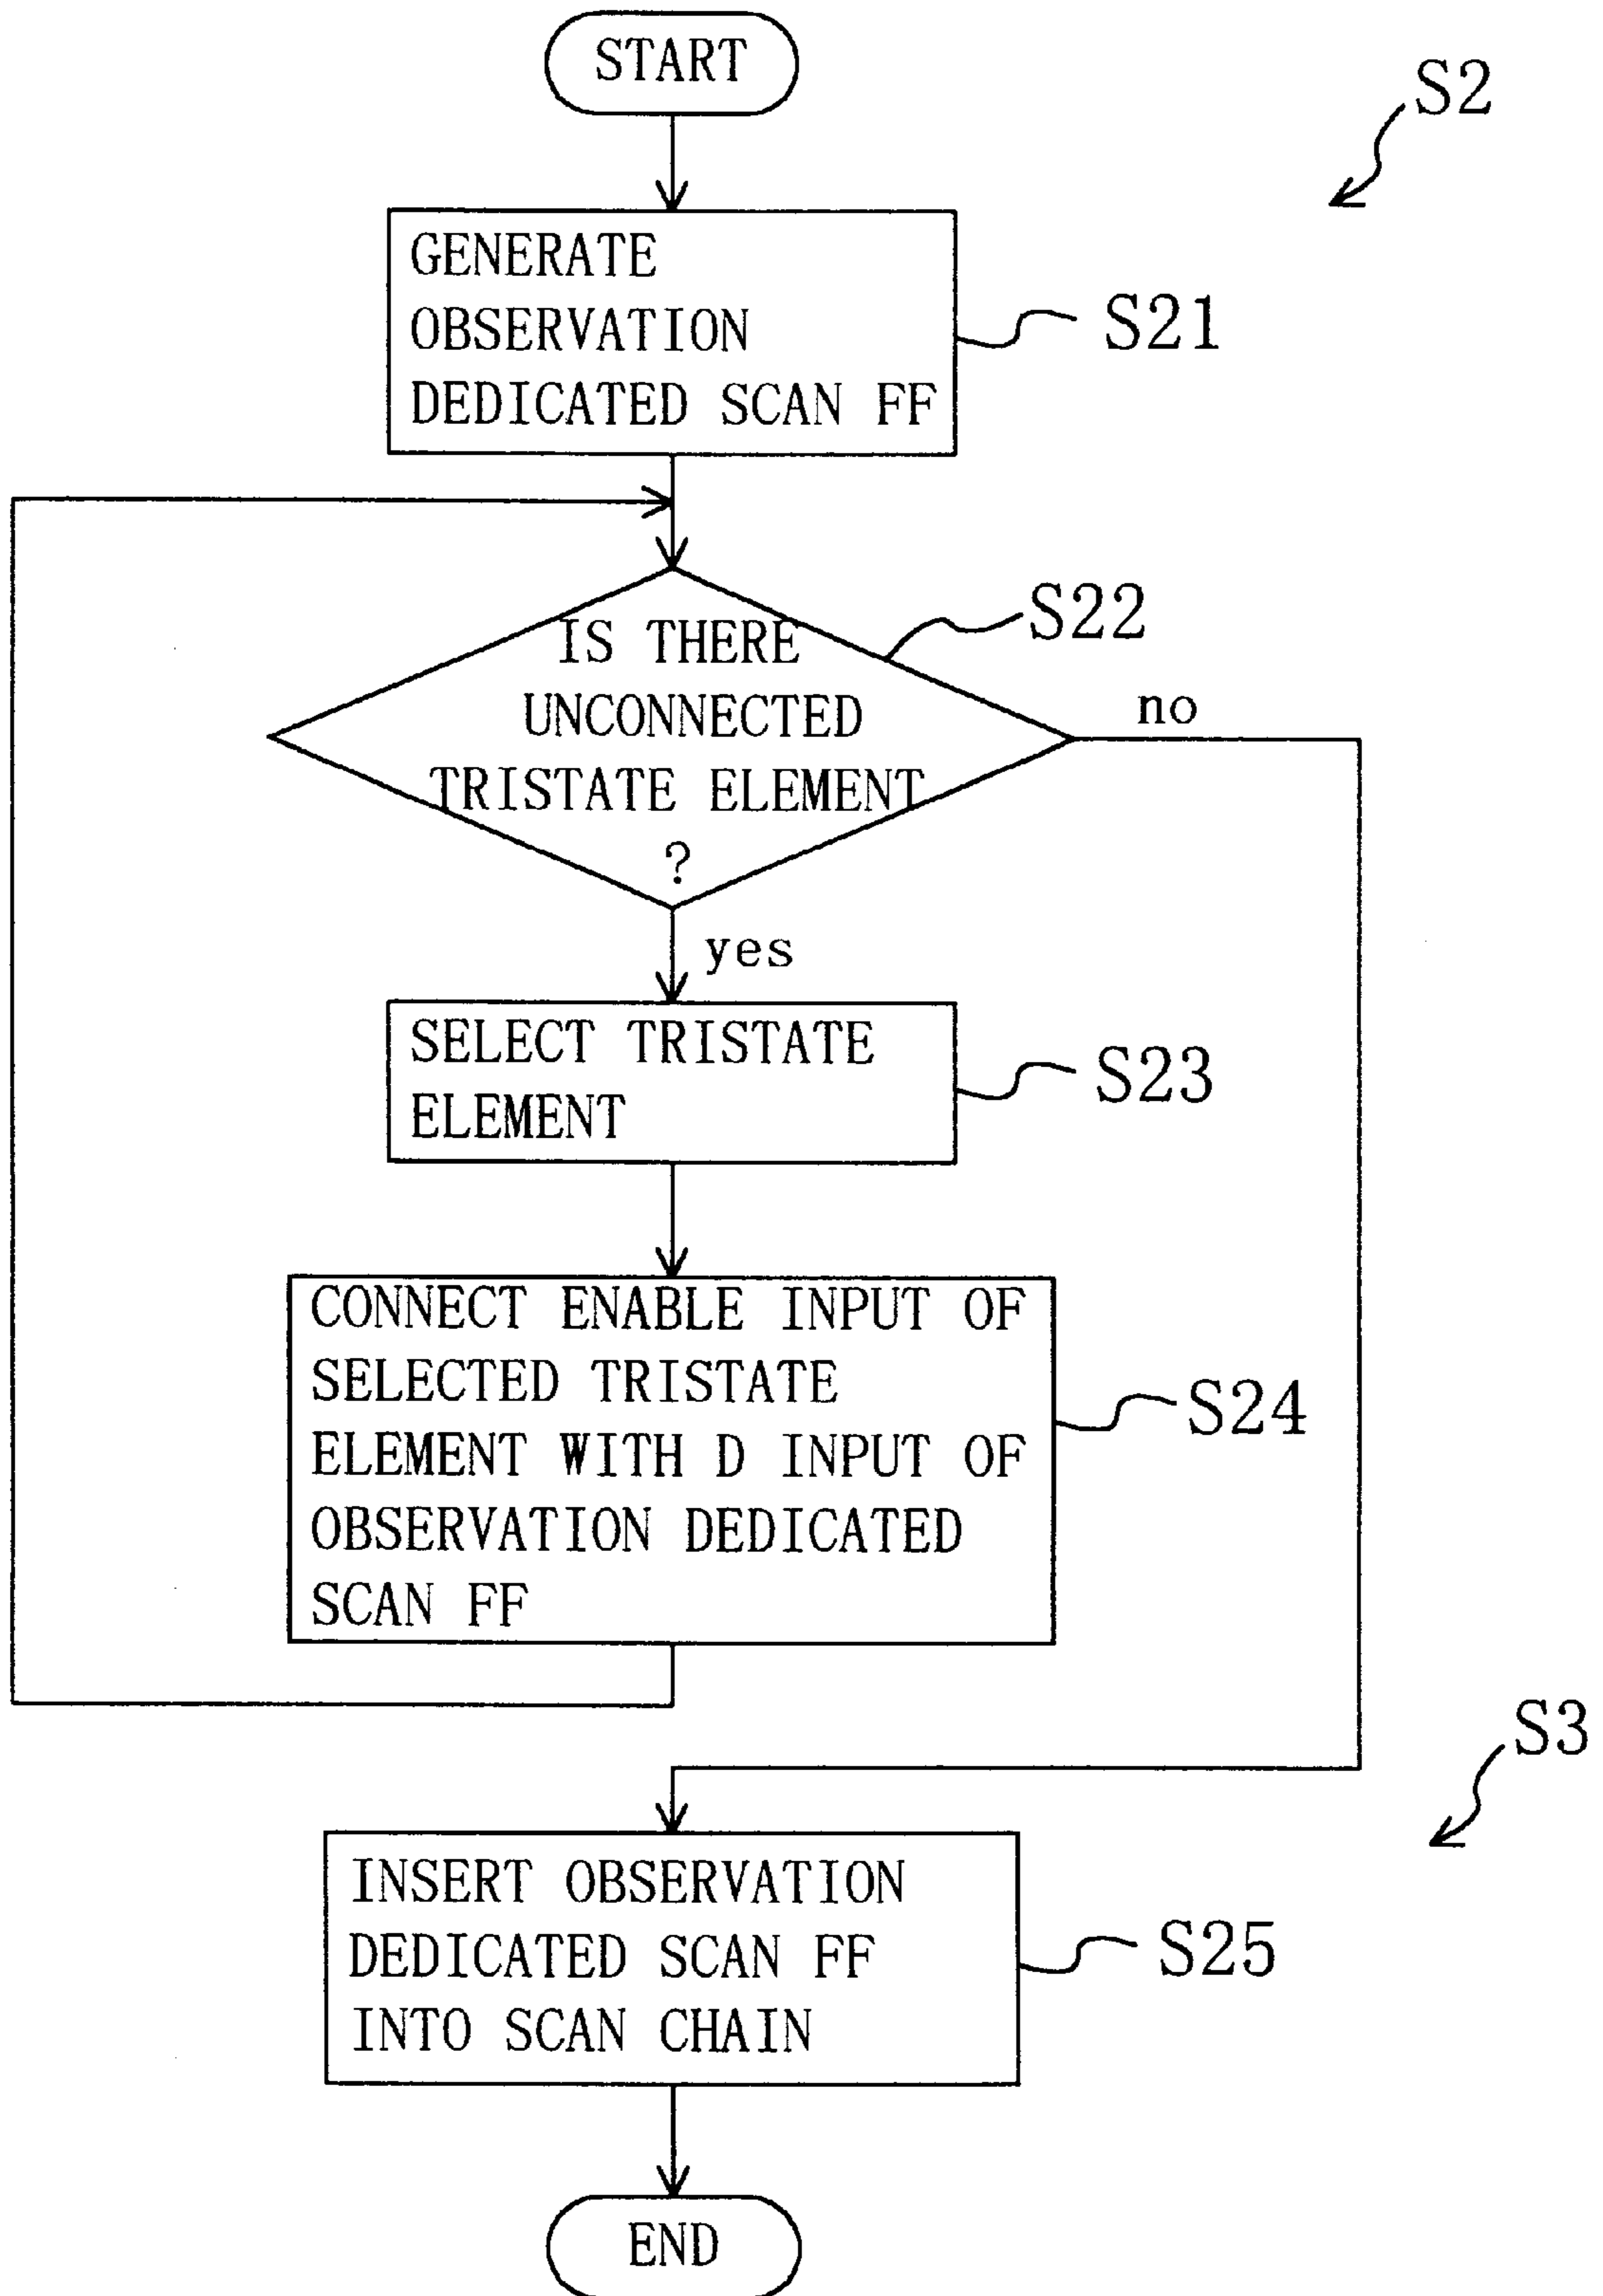 START
S2
GENERATE
OBSERVATION
DEDICATED SCAN FF
S21
IS THERE
UNCONNECTED
TRISTATE ELEMENT
?
S22
no
yes
SELECT TRISTATE
ELEMENT
S23
CONNECT ENABLE INPUT OF
SELECTED TRISTATE
ELEMENT WITH D INPUT OF
OBSERVATION DEDICATED
SCAN FF
S24
S3
INSERT OBSERVATION
DEDICATED SCAN FF
INTO SCAN CHAIN
S25
END